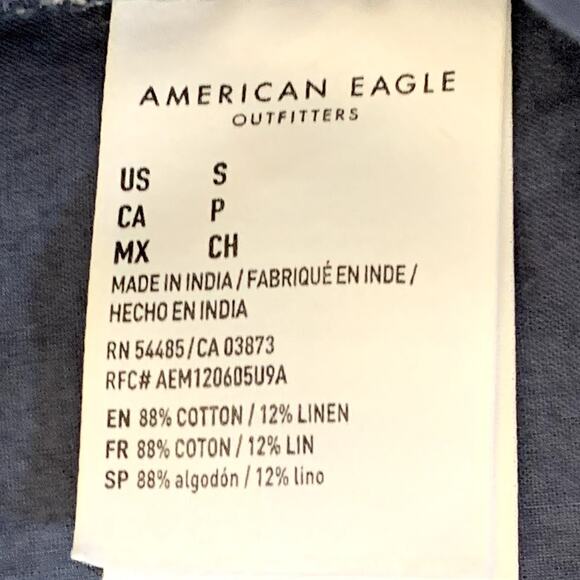 AMERICAN EAGLE
OUTFITTERS
US S
CA P
MX CH
MADE IN INDIA / FABRIQUÉ EN INDE /
HECHO EN INDIA
RN 54485 / CA 03873
RFC# AEM120605U9A
EN 88% COTTON / 12% LINEN
FR 88% COTON / 12% LIN
SP 88% algodón / 12% lino